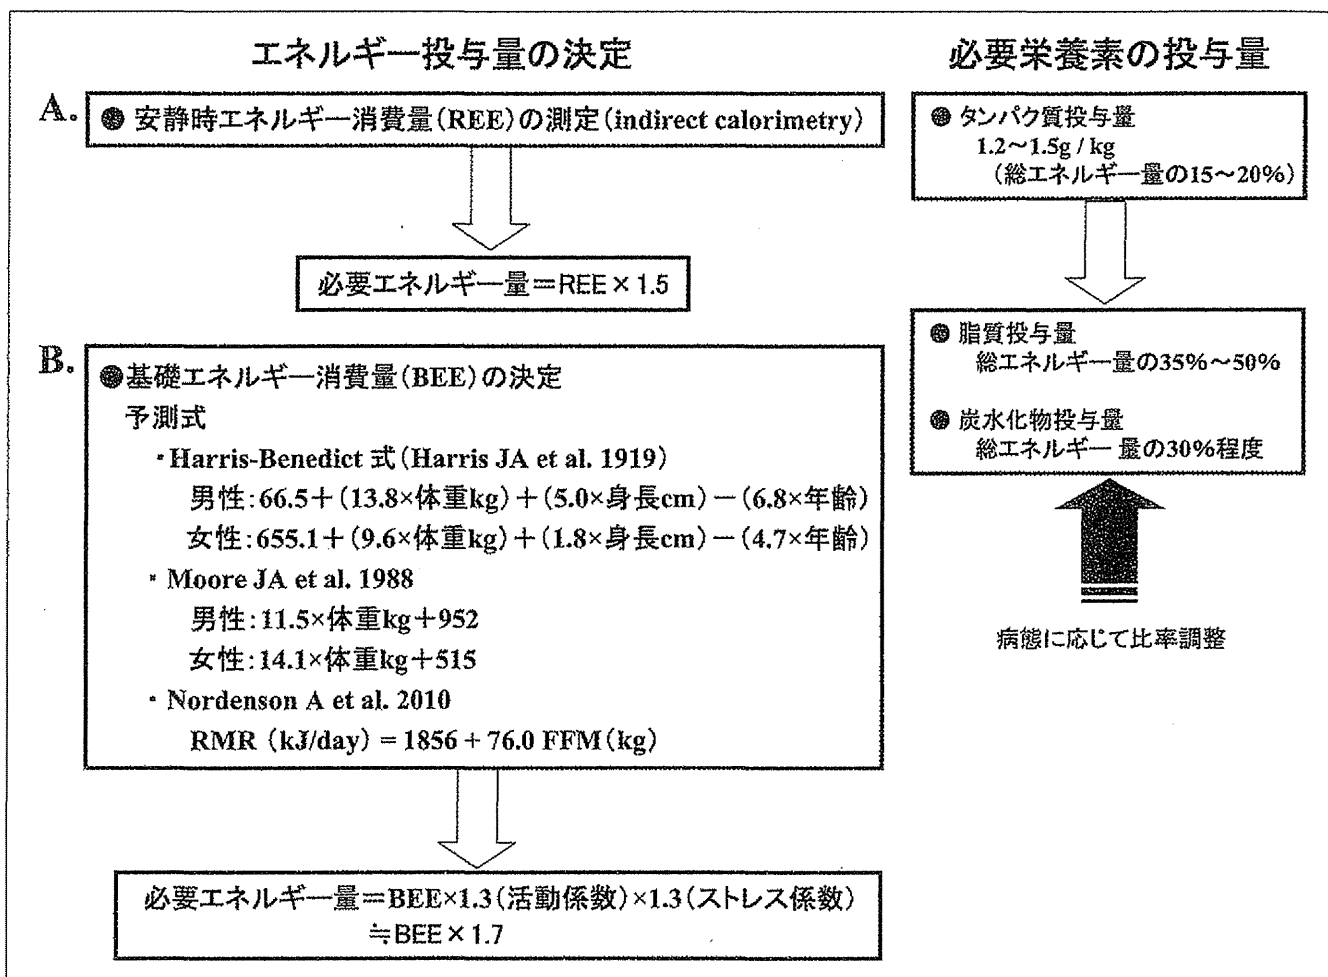 エネルギー投与量の決定
A.
● 安静時エネルギー消費量(REE)の測定(indirect calorimetry)
必要エネルギー量＝REE×1.5
B.
●基礎エネルギー消費量(BEE)の決定
予測式
・Harris-Benedict 式(Harris JA et al. 1919)
男性:66.5＋(13.8×体重kg)＋(5.0×身長cm)－(6.8×年齢)
女性:655.1＋(9.6×体重kg)＋(1.8×身長cm)－(4.7×年齢)
・Moore JA et al. 1988
男性:11.5×体重kg＋952
女性:14.1×体重kg＋515
・Nordenson A et al. 2010
RMR (kJ/day) = 1856 + 76.0 FFM(kg)
必要エネルギー量＝BEE×1.3(活動係数)×1.3(ストレス係数)
≒BEE×1.7
必要栄養素の投与量
● タンパク質投与量
1.2～1.5g / kg
(総エネルギー量の15～20%)
● 脂質投与量
総エネルギー量の35%～50%
● 炭水化物投与量
総エネルギー 量の30%程度
病態に応じて比率調整